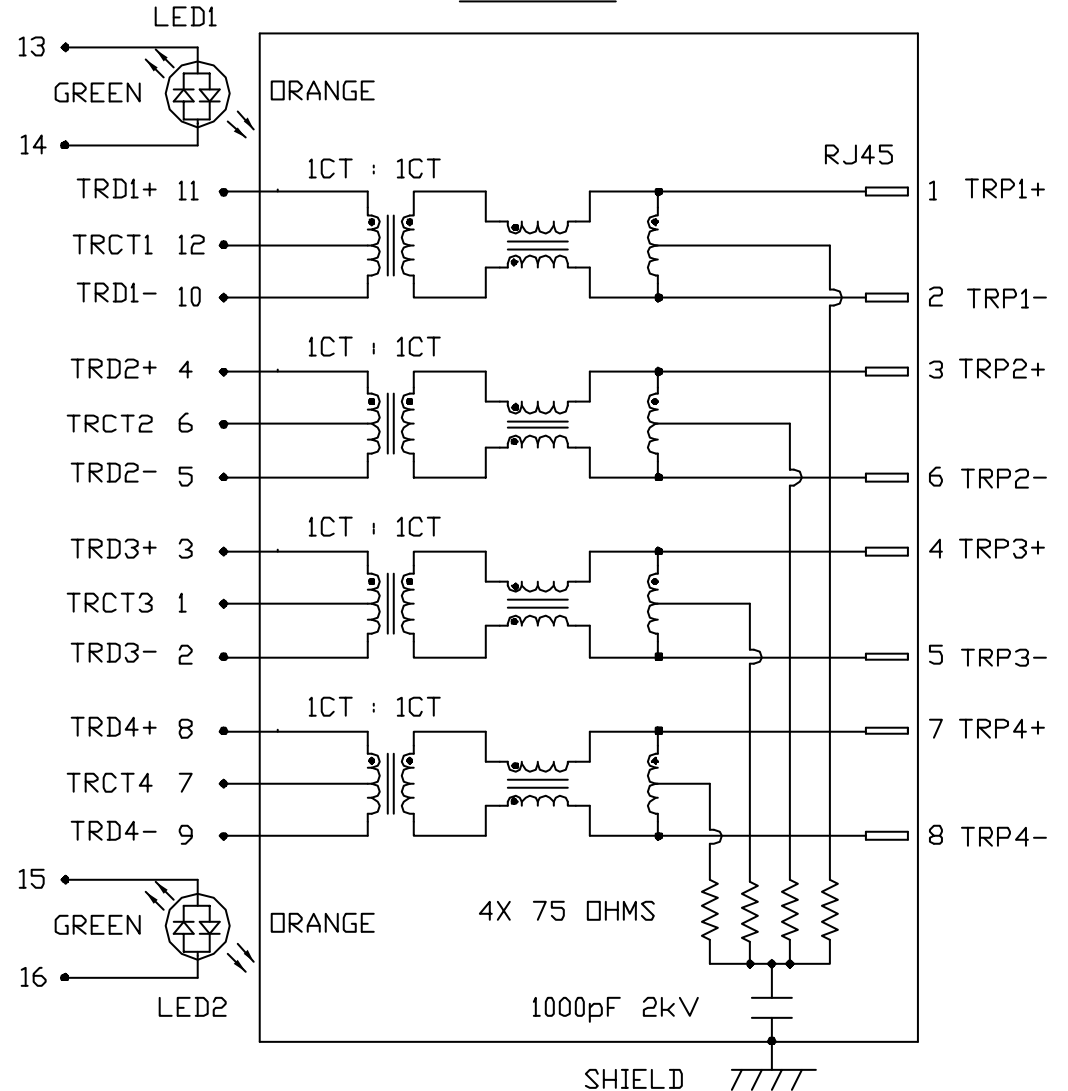 LED1
13
GREEN ORANGE
14
RJ45
1CT : 1CT
TRD1+ 11 1 TRP1+
TRCT1 12
TRD1- 10 2 TRP1-
1CT : 1CT
TRD2+ 4 3 TRP2+
TRCT2 6
TRD2- 5 6 TRP2-
1CT : 1CT
TRD3+ 3 4 TRP3+
TRCT3 1
TRD3- 2 5 TRP3-
1CT : 1CT
TRD4+ 8 7 TRP4+
TRCT4 7
TRD4- 9 8 TRP4-
15
GREEN ORANGE
4X 75 OHMS
16
LED2
1000pF 2kV
SHIELD